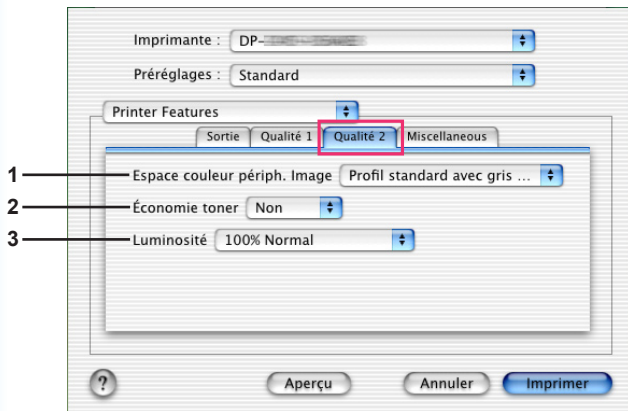 Imprimante : DP-
Préréglages : Standard
Printer Features
Sortie Qualité 1 Qualité 2 Miscellaneous
1 Espace couleur périph. Image Profil standard avec gris ...
2 Économie toner Non
3 Luminosité 100% Normal
? Aperçu Annuler Imprimer